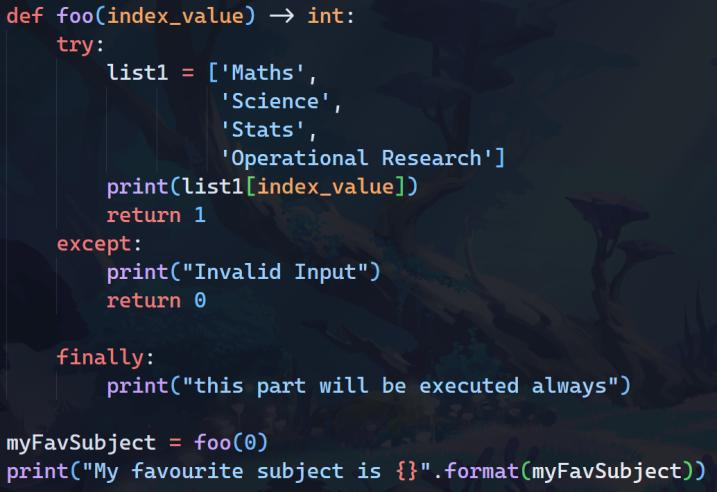 def foo(index_value) → int:
    try:
        list1 = ['Maths',
                 'Science',
                 'Stats',
                 'Operational Research']
        print(list1[index_value])
        return 1
    except:
        print("Invalid Input")
        return 0

    finally:
        print("this part will be executed always")

myFavSubject = foo(0)
print("My favourite subject is {}".format(myFavSubject))